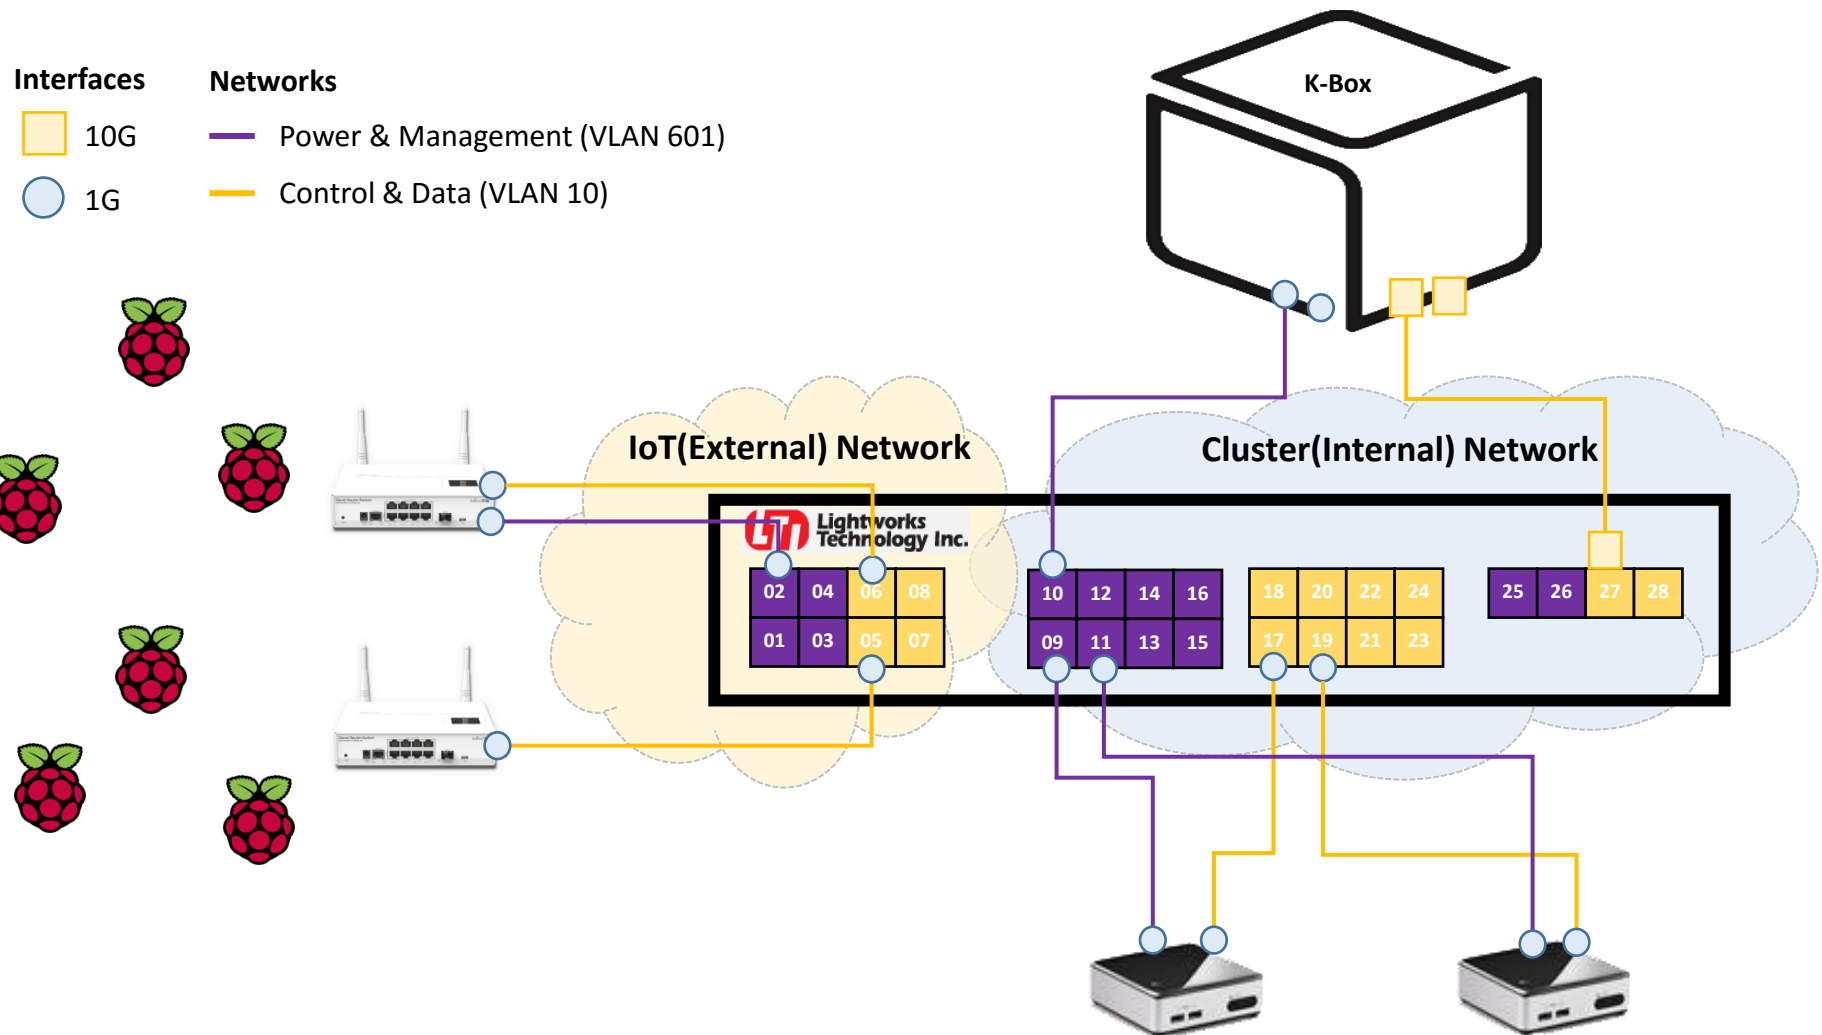 Interfaces
Networks
10G
Power & Management (VLAN 601)
1G
Control & Data (VLAN 10)
K-Box
IoT(External) Network
Cluster(Internal) Network
Lightworks
Technology Inc.
02 04 06 08
01 03 05 07
10 12 14 16
09 11 13 15
18 20 22 24
17 19 21 23
25 26 27 28